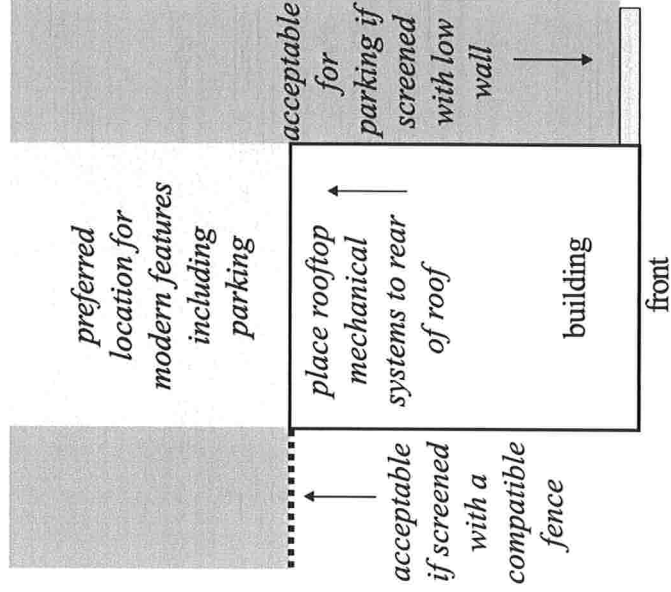 preferred
location for
modern features
including
parking
acceptable
for
parking if
screened
with low
wall
place rooftop
mechanical
systems to rear
of roof
building
acceptable
if screened
with a
compatible
fence
front